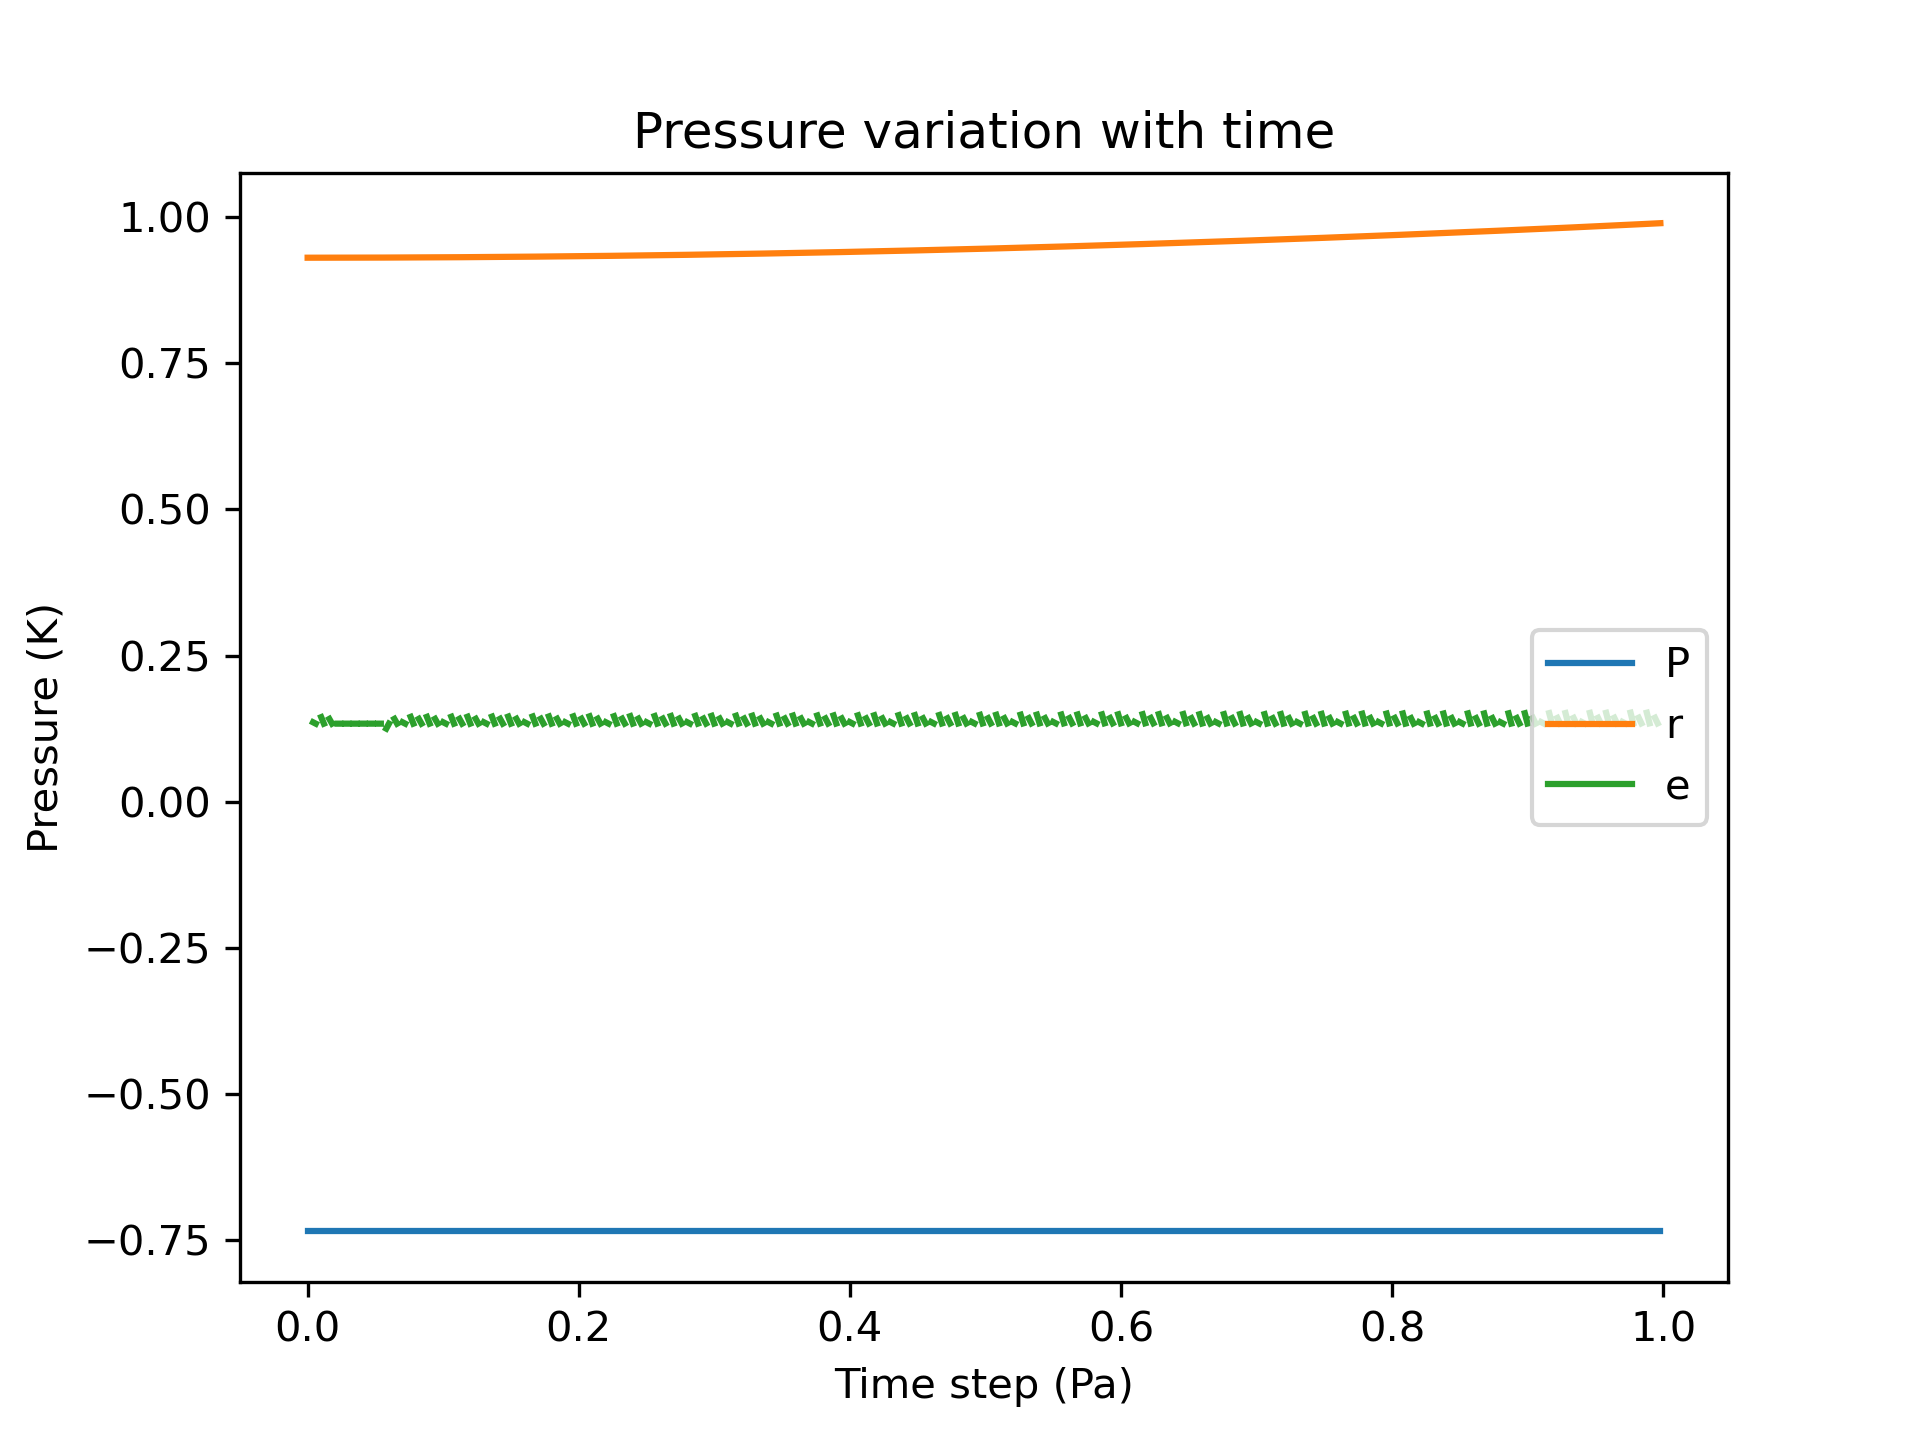 Pressure variation with time
1.00
0.75
0.50
0.25
0.00
−0.25
−0.50
−0.75
Pressure (K)
P
r
e
0.0 0.2 0.4 0.6 0.8 1.0
Time step (Pa)